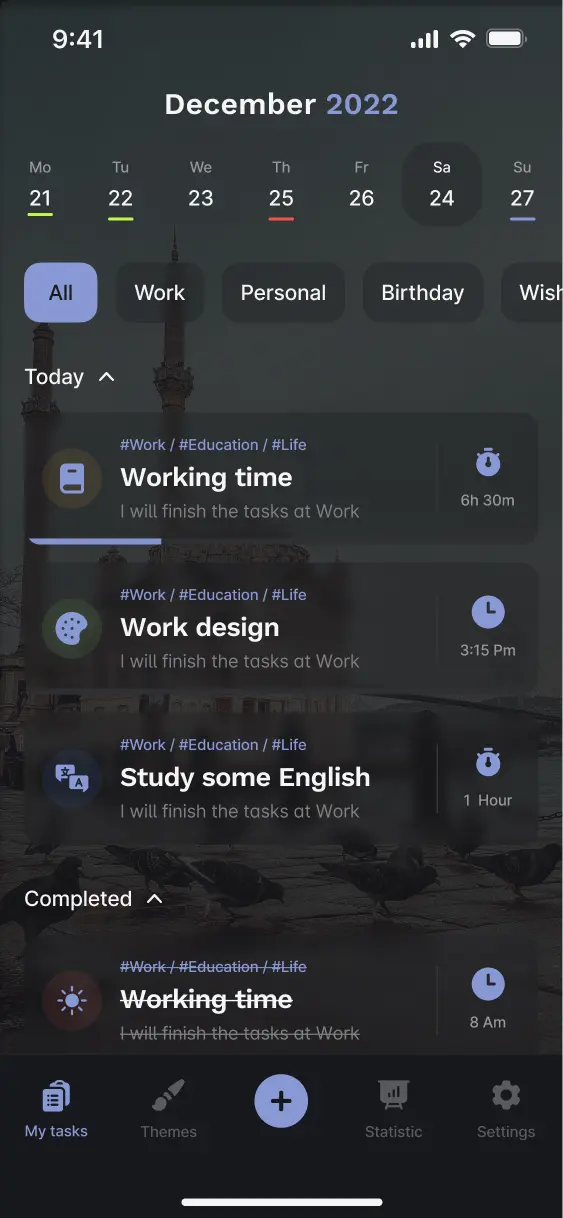 9:41
December 2022
Mo Tu We Th Fr Sa Su
21 22 23 25 26 24 27
All Work Personal Birthday Wish
Today
#Work / #Education / #Life
Working time
I will finish the tasks at Work
6h 30m
#Work / #Education / #Life
Work design
I will finish the tasks at Work
3:15 Pm
#Work / #Education / #Life
Study some English
I will finish the tasks at Work
1 Hour
Completed
#Work / #Education / #Life
Working time
I will finish the tasks at Work
8 Am
My tasks Themes Statistic Settings